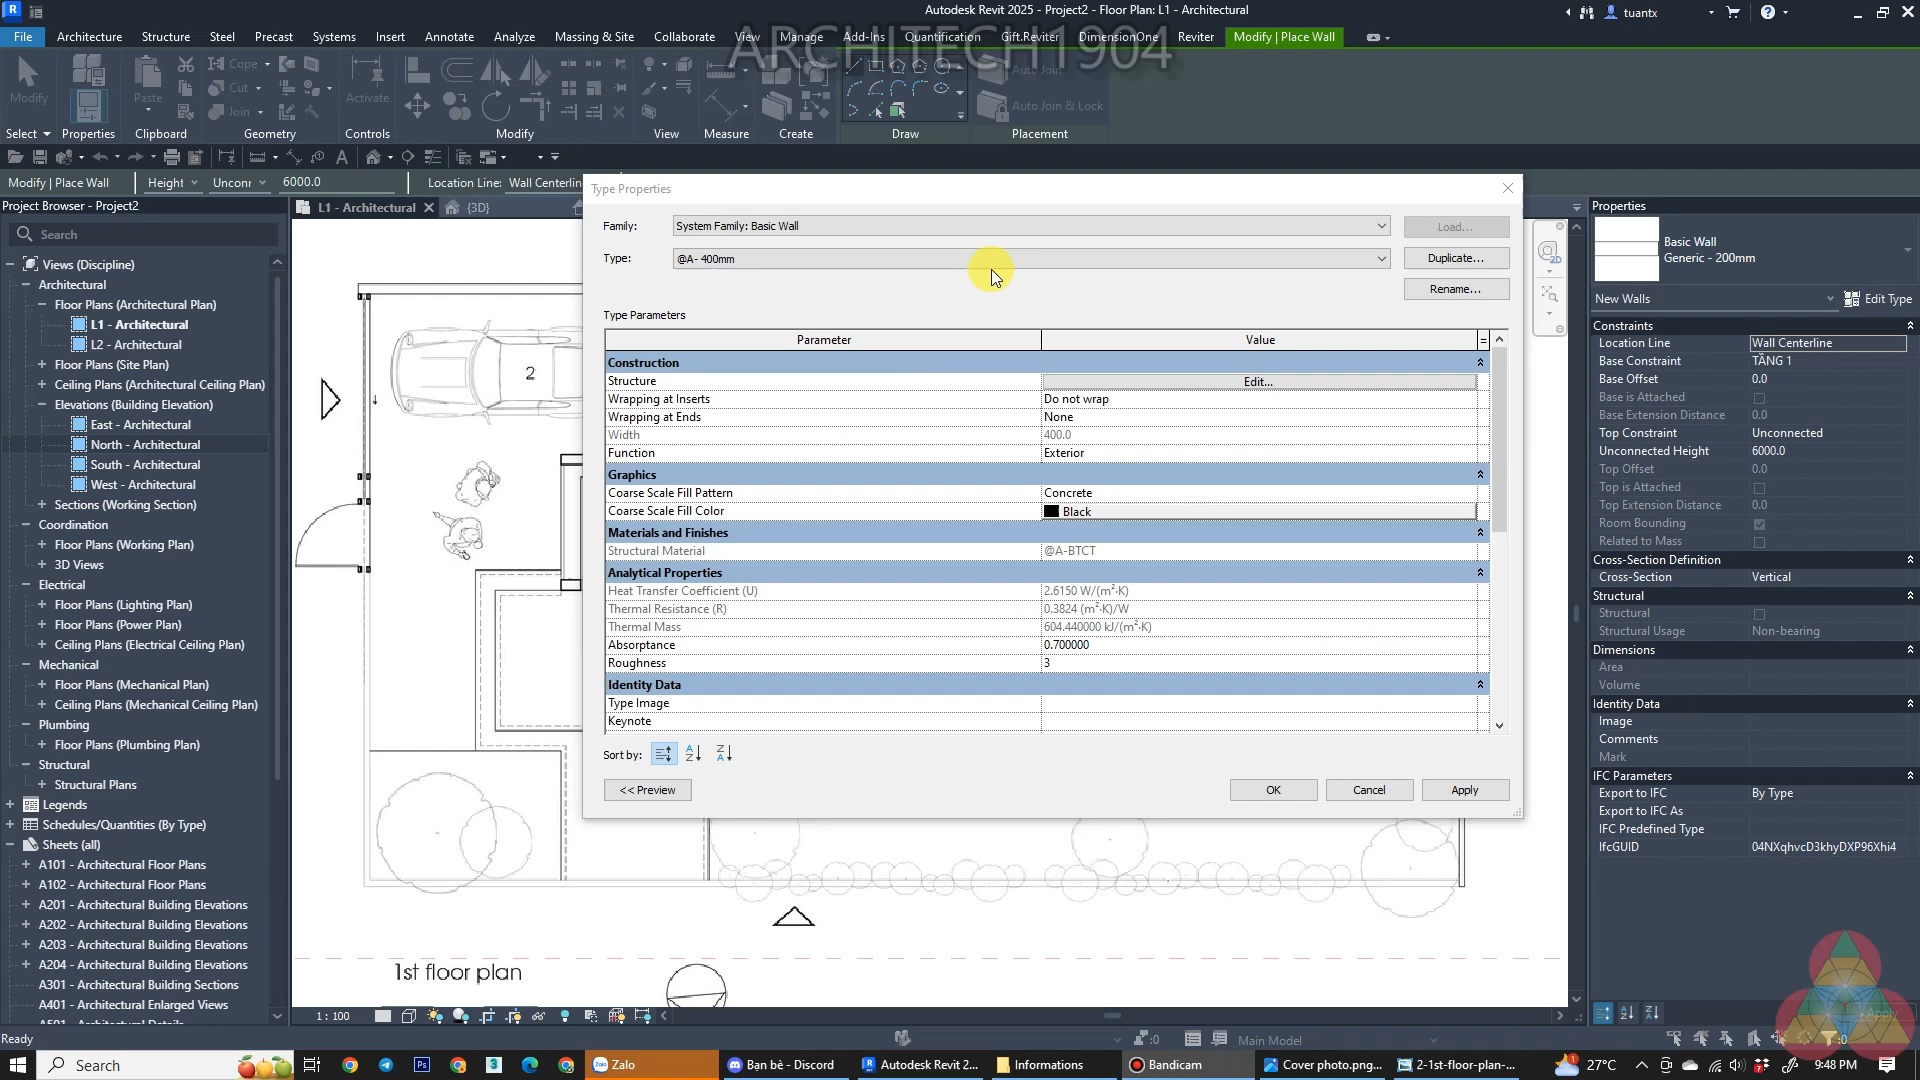 Autodesk Revit 2025 - Project2 - Floor Plan: L1 - Architectural
tuantx
File Architecture Structure Steel Precast Systems Insert Annotate Analyze Massing & Site Collaborate View Manage Add-Ins Quantification Gift.Reviter DimensionOne Reviter Modify | Place Wall
ARCHITECH1904
Modify
Paste
Cope
Cut
Join
Activate
Auto Join
Auto Join & Lock
Select Properties Clipboard Geometry Controls Modify View Measure Create Draw Placement
Modify | Place Wall Height Unconr 6000.0 Location Line: Wall Centerlin
Project Browser - Project2
Search
Views (Discipline)
Architectural
Floor Plans (Architectural Plan)
L1 - Architectural
L2 - Architectural
Floor Plans (Site Plan)
Ceiling Plans (Architectural Ceiling Plan)
Elevations (Building Elevation)
East - Architectural
North - Architectural
South - Architectural
West - Architectural
Sections (Working Section)
Coordination
Floor Plans (Working Plan)
3D Views
Electrical
Floor Plans (Lighting Plan)
Floor Plans (Power Plan)
Ceiling Plans (Electrical Ceiling Plan)
Mechanical
Floor Plans (Mechanical Plan)
Ceiling Plans (Mechanical Ceiling Plan)
Plumbing
Floor Plans (Plumbing Plan)
Structural
Structural Plans
Legends
Schedules/Quantities (By Type)
Sheets (all)
A101 - Architectural Floor Plans
A102 - Architectural Floor Plans
A201 - Architectural Building Elevations
A202 - Architectural Building Elevations
A203 - Architectural Building Elevations
A204 - Architectural Building Elevations
A301 - Architectural Building Sections
A401 - Architectural Enlarged Views
L1 - Architectural {3D}
2
1st floor plan
Type Properties
Family: System Family: Basic Wall Load...
Type: @A- 400mm Duplicate...
Rename...
Type Parameters
Parameter Value =
Construction
Structure Edit...
Wrapping at Inserts Do not wrap
Wrapping at Ends None
Width 400.0
Function Exterior
Graphics
Coarse Scale Fill Pattern Concrete
Coarse Scale Fill Color Black
Materials and Finishes
Structural Material @A-BTCT
Analytical Properties
Heat Transfer Coefficient (U) 2.6150 W/(m²·K)
Thermal Resistance (R) 0.3824 (m²·K)/W
Thermal Mass 604.440000 kJ/(m²·K)
Absorptance 0.700000
Roughness 3
Identity Data
Type Image
Keynote
Sort by:
<< Preview OK Cancel Apply
Properties
Basic Wall
Generic - 200mm
New Walls Edit Type
Constraints
Location Line Wall Centerline
Base Constraint TẦNG 1
Base Offset 0.0
Base is Attached
Base Extension Distance 0.0
Top Constraint Unconnected
Unconnected Height 6000.0
Top Offset 0.0
Top is Attached
Top Extension Distance 0.0
Room Bounding
Related to Mass
Cross-Section Definition
Cross-Section Vertical
Structural
Structural
Structural Usage Non-bearing
Dimensions
Area
Volume
Identity Data
Image
Comments
Mark
IFC Parameters
Export to IFC By Type
Export to IFC As
IFC Predefined Type
IfcGUID 04NXqhvcD3khyDXP96Xhi4
Apply
1 : 100
Ready
:0
Main Model
:0
Search
Zalo
Bạn bè - Discord
Autodesk Revit 2...
Informations
Bandicam
Cover photo.png...
2-1st-floor-plan-...
27°C
9:48 PM